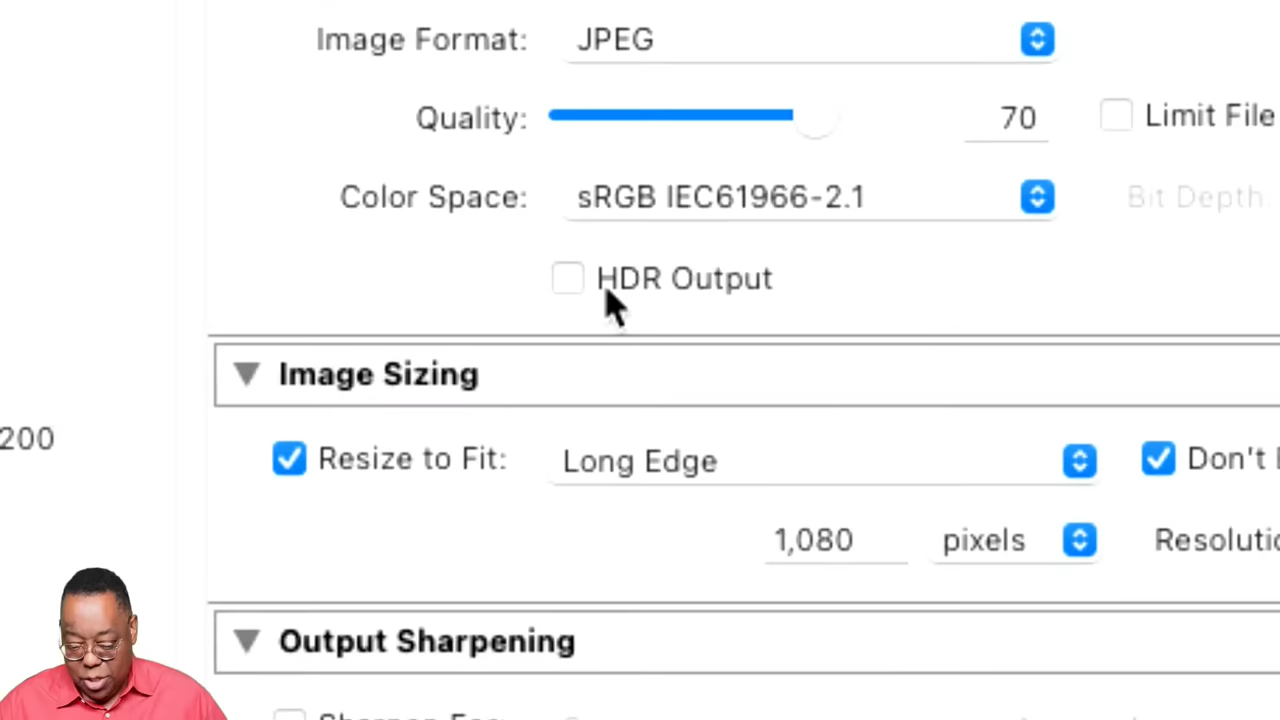 Image Format: JPEG
Quality: 70 Limit File
Color Space: sRGB IEC61966-2.1 Bit Depth
HDR Output
Image Sizing
200
Resize to Fit: Long Edge Don't
1,080 pixels
Output Sharpening